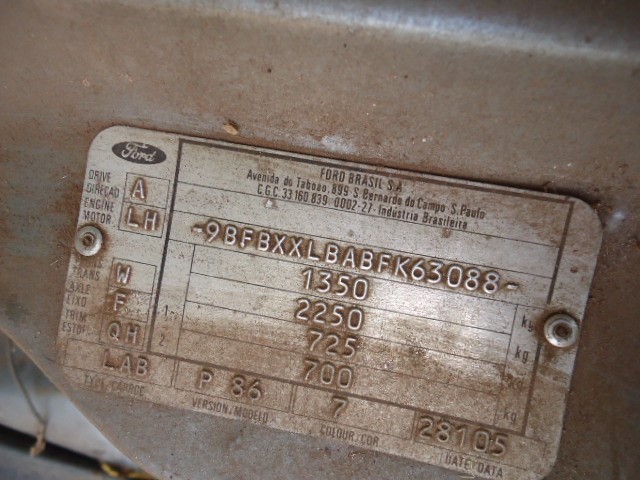 Ford
FORD BRASIL S.A.
Avenida do Taboao, 899 S. Bernardo do Campo S. Paulo
C.G.C. 33 160 839 0002-27 - Indústria Brasileira
DRIVE
DIREÇÃO A
ENGINE
MOTOR LH
-9BFBXXLBABFK63088-
1350 kg
TRANS W
2250 kg
AXLE
EIXO F
1 725
TRIM
ESTOF. QH
2 700 kg
LAB P 86 7 28105
VERSION/MODELO COLOUR/COR DATE/DATA